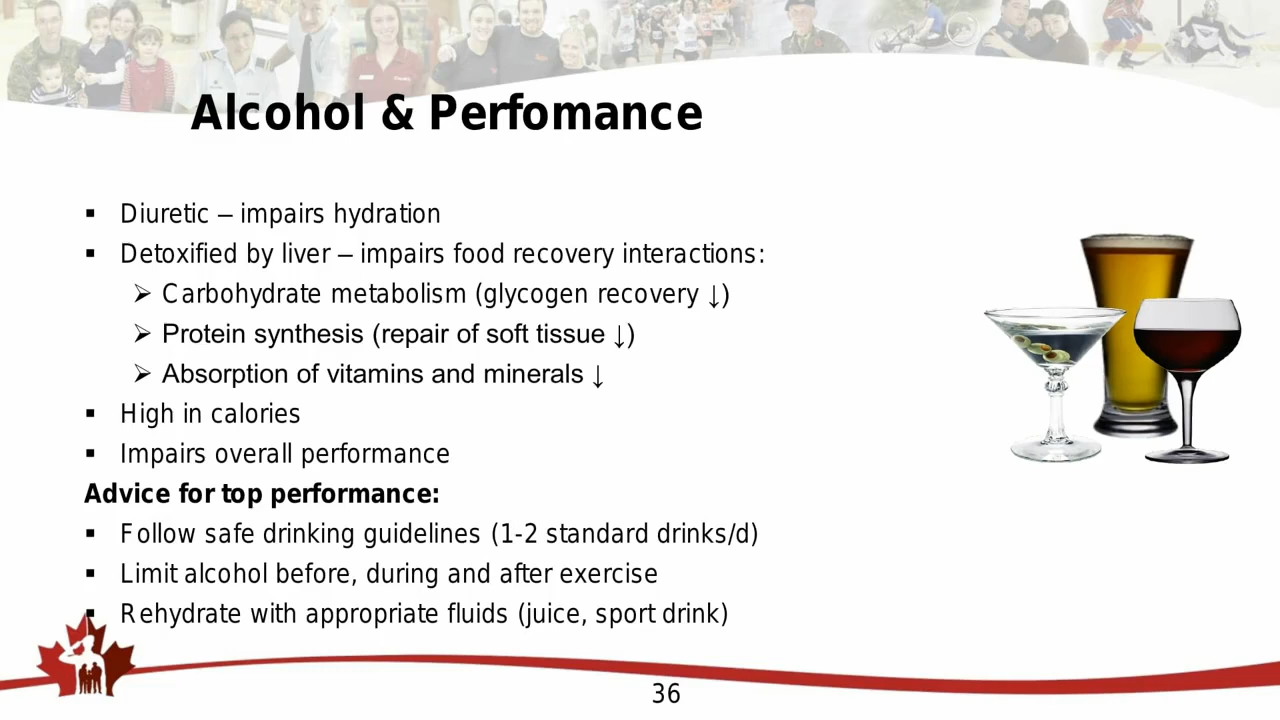 Alcohol & Perfomance
▪ Diuretic – impairs hydration
▪ Detoxified by liver – impairs food recovery interactions:
➢ Carbohydrate metabolism (glycogen recovery ↓)
➢ Protein synthesis (repair of soft tissue ↓)
➢ Absorption of vitamins and minerals ↓
▪ High in calories
▪ Impairs overall performance
Advice for top performance:
▪ Follow safe drinking guidelines (1-2 standard drinks/d)
▪ Limit alcohol before, during and after exercise
▪ Rehydrate with appropriate fluids (juice, sport drink)
36